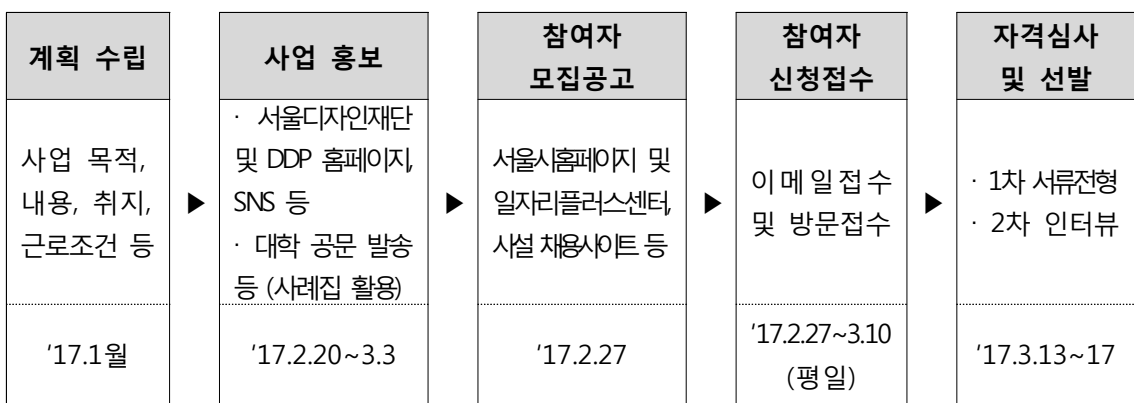 계획 수립
사업 목적,
내용, 취지,
근로조건 등
'17.1월
▶
사업 홍보
· 서울디자인재단
및 DDP 홈페이지,
SNS 등
· 대학 공문 발송
등 (사례집 활용)
'17.2.20~3.3
▶
참여자
모집공고
서울시홈페이지 및
일자리플러스센터,
사설 채용사이트 등
'17.2.27
▶
참여자
신청접수
이메일접수
및 방문접수
'17.2.27~3.10
(평일)
▶
자격심사
및 선발
· 1차 서류전형
· 2차 인터뷰
'17.3.13~17